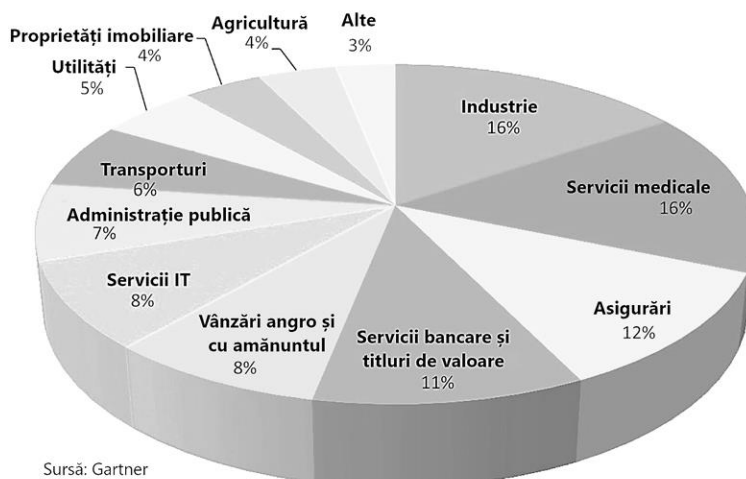 Alte
3%
Agricultură
4%
Proprietăți imobiliare
4%
Utilități
5%
Industrie
16%
Servicii medicale
16%
Transporturi
6%
Administrație publică
7%
Servicii IT
8%
Asigurări
12%
Vânzări angro și
cu amănuntul
8%
Servicii bancare și
titluri de valoare
11%
Sursă: Gartner